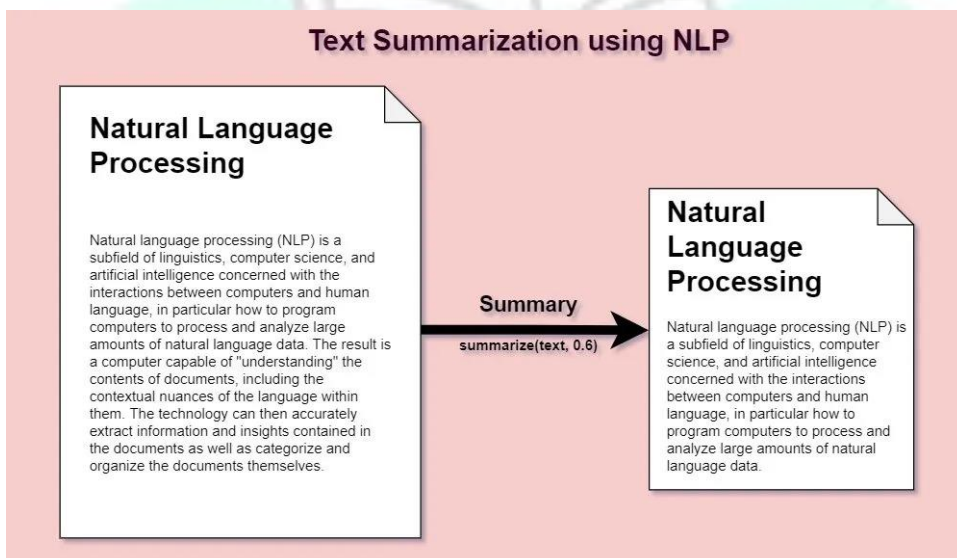 Text Summarization using NLP
Natural Language
Processing
Natural language processing (NLP) is a
subfield of linguistics, computer science, and
artificial intelligence concerned with the
interactions between computers and human
language, in particular how to program
computers to process and analyze large
amounts of natural language data. The result is
a computer capable of "understanding" the
contents of documents, including the
contextual nuances of the language within
them. The technology can then accurately
extract information and insights contained in
the documents as well as categorize and
organize the documents themselves.
Summary
summarize(text, 0.6)
Natural
Language
Processing
Natural language processing (NLP) is
a subfield of linguistics, computer
science, and artificial intelligence
concerned with the interactions
between computers and human
language, in particular how to
program computers to process and
analyze large amounts of natural
language data.